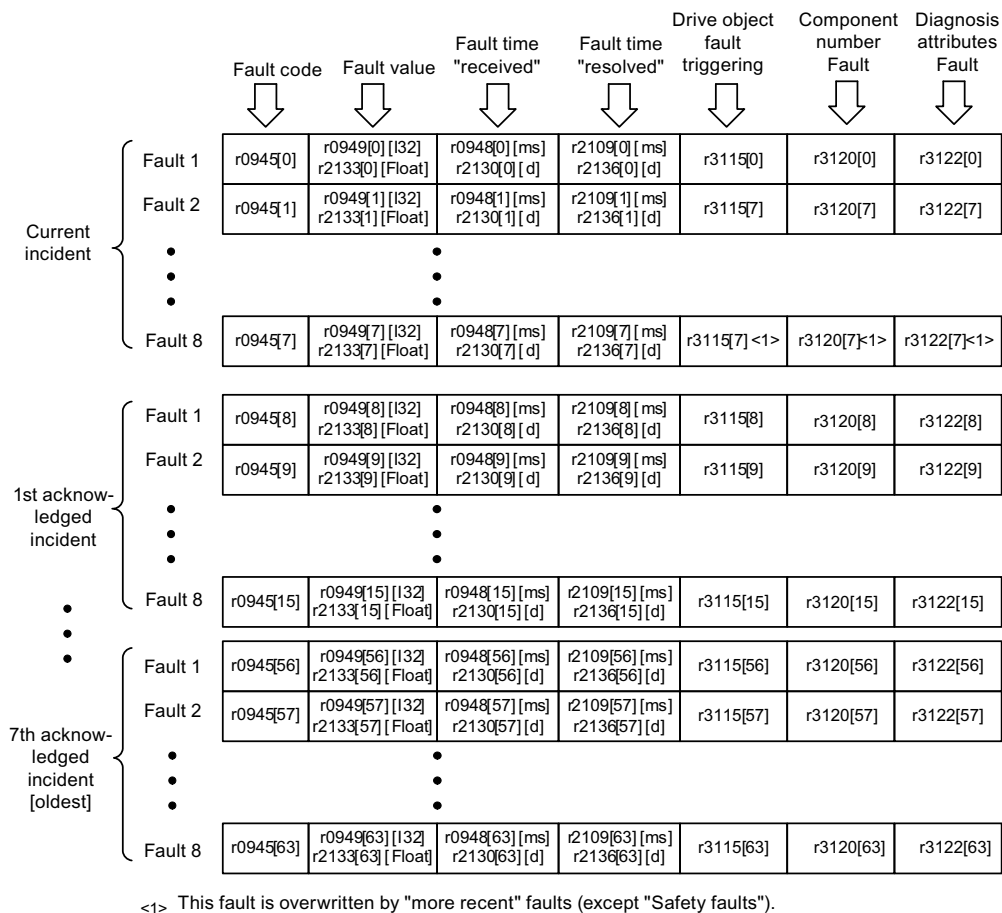 Fault code
Fault value
Fault time
"received"
Fault time
"resolved"
Drive object
fault
triggering
Component
number
Fault
Diagnosis
attributes
Fault
Current
incident
Fault 1
r0945[0]
r0949[0] [I32]
r2133[0] [Float]
r0948[0] [ms]
r2130[0] [d]
r2109[0] [ms]
r2136[0] [d]
r3115[0]
r3120[0]
r3122[0]
Fault 2
r0945[1]
r0949[1] [I32]
r2133[1] [Float]
r0948[1] [ms]
r2130[1] [d]
r2109[1] [ms]
r2136[1] [d]
r3115[7]
r3120[7]
r3122[7]
Fault 8
r0945[7]
r0949[7] [I32]
r2133[7] [Float]
r0948[7] [ms]
r2130[7] [d]
r2109[7] [ms]
r2136[7] [d]
r3115[7] <1>
r3120[7]<1>
r3122[7]<1>
1st acknow-
ledged
incident
Fault 1
r0945[8]
r0949[8] [I32]
r2133[8] [Float]
r0948[8] [ms]
r2130[8] [d]
r2109[8] [ms]
r2136[8] [d]
r3115[8]
r3120[8]
r3122[8]
Fault 2
r0945[9]
r0949[9] [I32]
r2133[9] [Float]
r0948[9] [ms]
r2130[9] [d]
r2109[9] [ms]
r2136[9] [d]
r3115[9]
r3120[9]
r3122[9]
Fault 8
r0945[15]
r0949[15] [I32]
r2133[15] [Float]
r0948[15] [ms]
r2130[15] [d]
r2109[15] [ms]
r2136[15] [d]
r3115[15]
r3120[15]
r3122[15]
7th acknow-
ledged
incident
[oldest]
Fault 1
r0945[56]
r0949[56] [I32]
r2133[56] [Float]
r0948[56] [ms]
r2130[56] [d]
r2109[56] [ms]
r2136[56] [d]
r3115[56]
r3120[56]
r3122[56]
Fault 2
r0945[57]
r0949[57] [I32]
r2133[57] [Float]
r0948[57] [ms]
r2130[57] [d]
r2109[57] [ms]
r2136[57] [d]
r3115[57]
r3120[57]
r3122[57]
Fault 8
r0945[63]
r0949[63] [I32]
r2133[63] [Float]
r0948[63] [ms]
r2130[63] [d]
r2109[63] [ms]
r2136[63] [d]
r3115[63]
r3120[63]
r3122[63]
<1> This fault is overwritten by "more recent" faults (except "Safety faults").